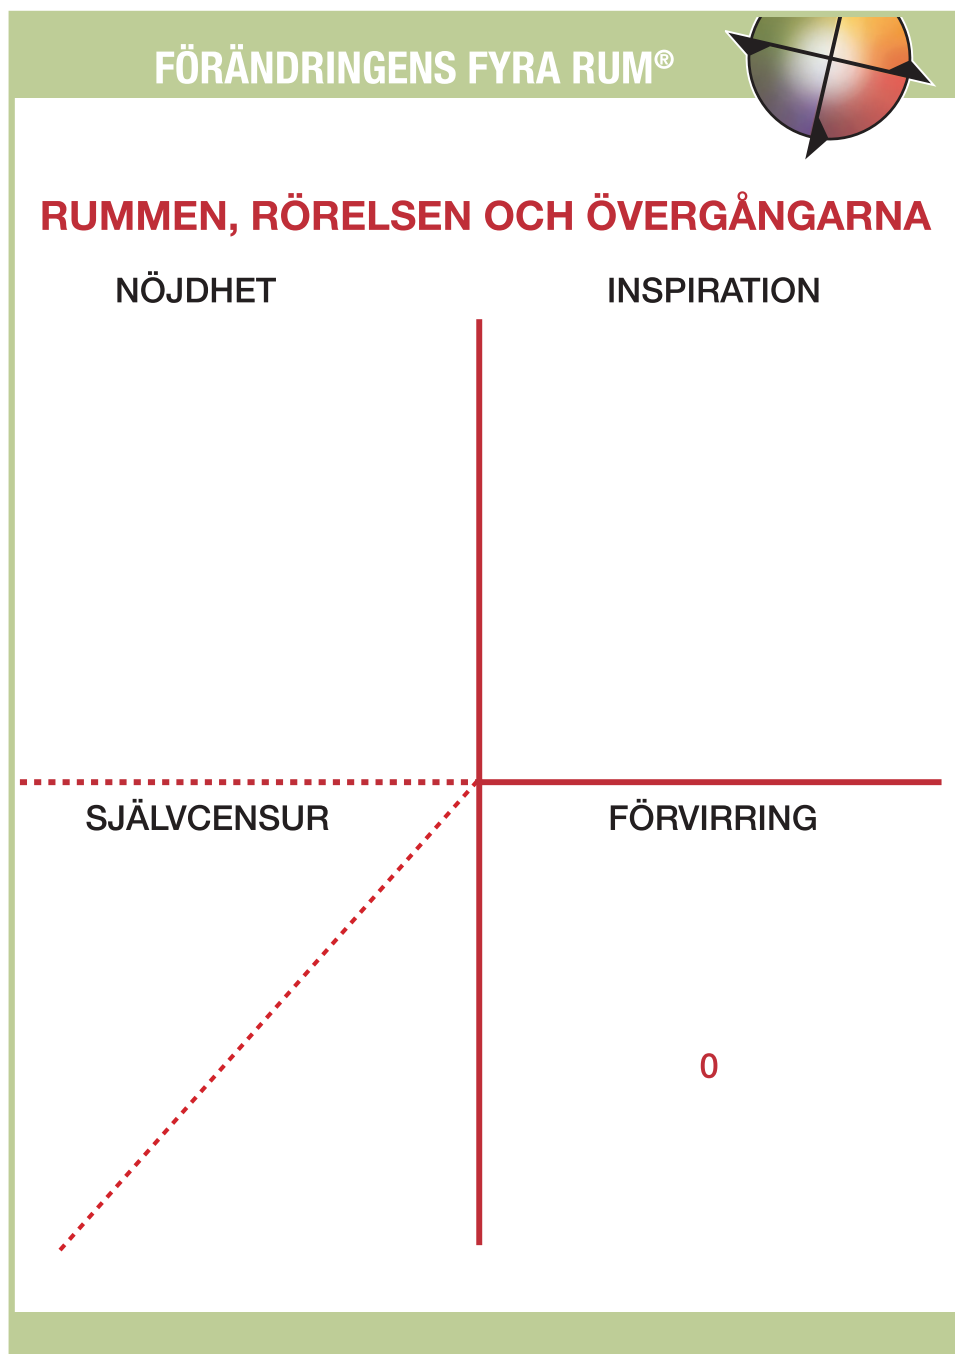 FÖRÄNDRINGENS FYRA RUM®
RUMMEN, RÖRELSEN OCH ÖVERGÅNGARNA
NÖJDHET
INSPIRATION
SJÄLVCENSUR
FÖRVIRRING
0